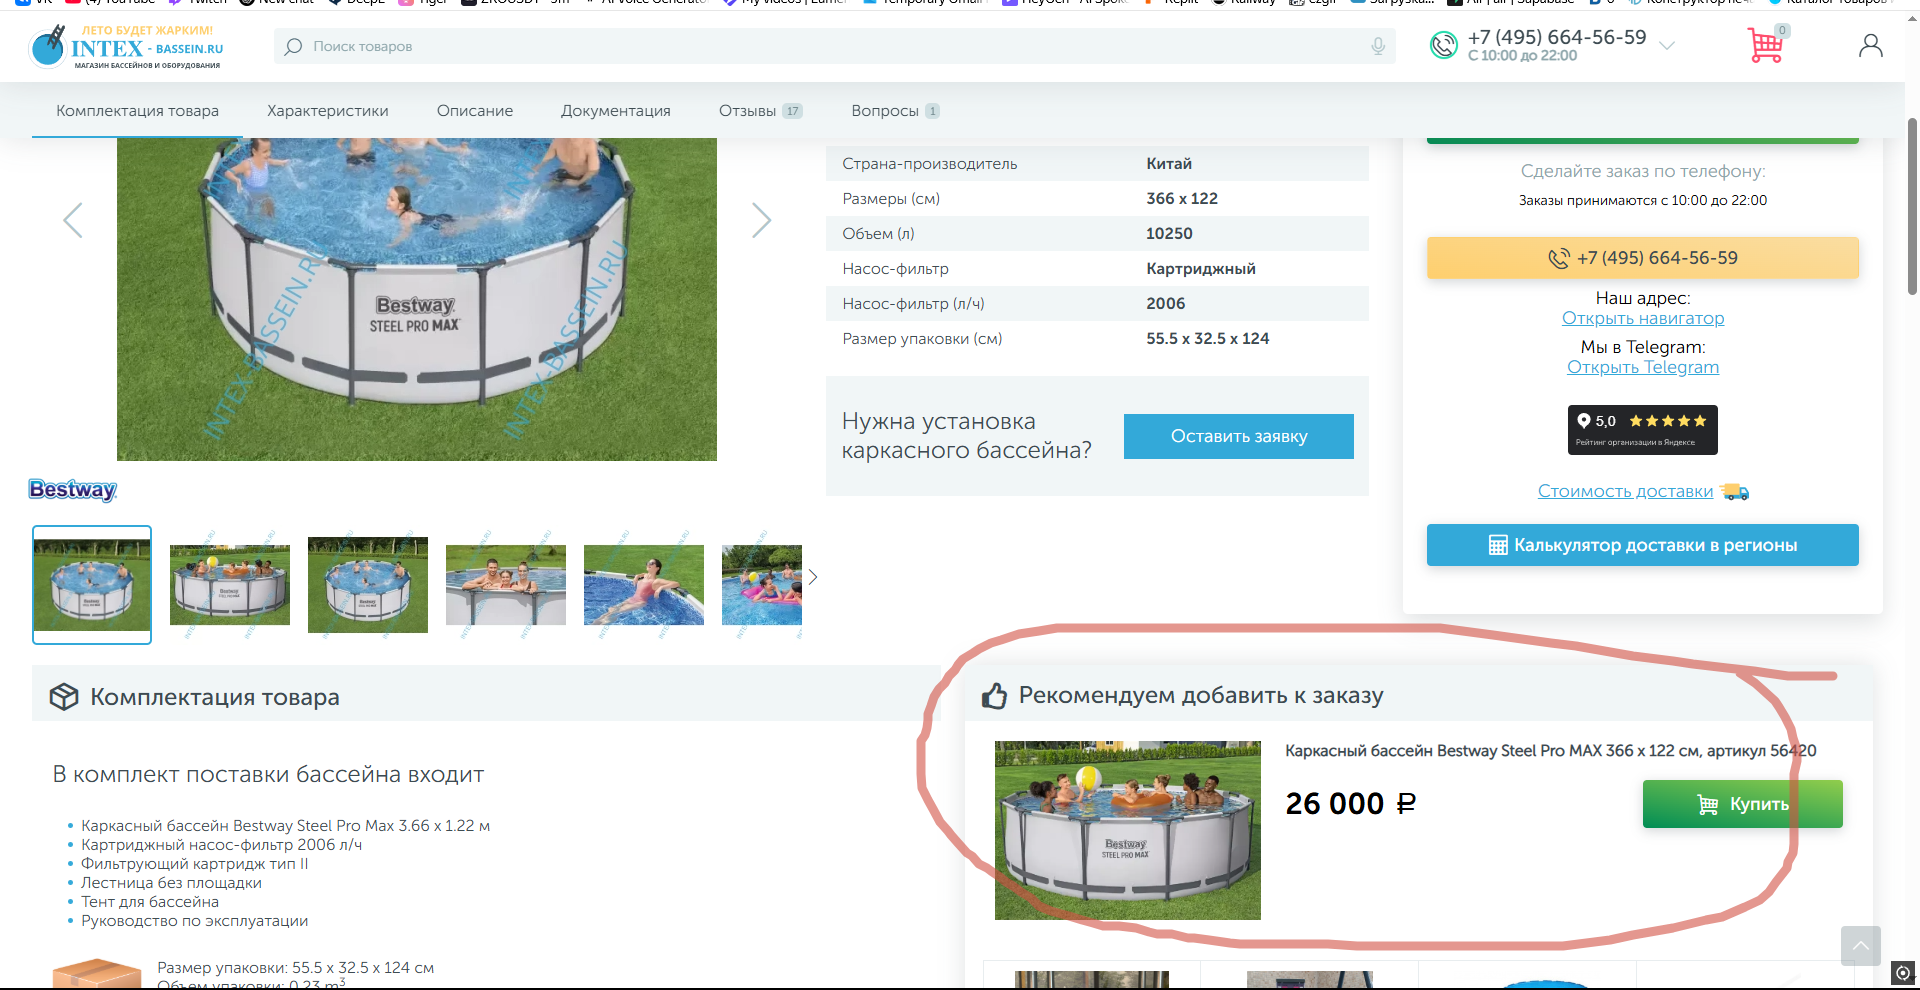 ЛЕТО БУДЕТ ЖАРКИМ!
INTEX - BASSEIN.RU
МАГАЗИН БАССЕЙНОВ И ОБОРУДОВАНИЯ
Поиск товаров
+7 (495) 664-56-59
С 10:00 до 22:00
0
Комплектация товара
Характеристики
Описание
Документация
Отзывы 17
Вопросы 1
Bestway
STEEL PRO MAX
INTEX-BASSEIN.RU
INTEX-BASSEIN.RU
Страна-производитель Китай
Размеры (см) 366 x 122
Объем (л) 10250
Насос-фильтр Картриджный
Насос-фильтр (л/ч) 2006
Размер упаковки (см) 55.5 x 32.5 x 124
Нужна установка
каркасного бассейна?
Оставить заявку
Сделайте заказ по телефону:
Заказы принимаются с 10:00 до 22:00
+7 (495) 664-56-59
Наш адрес:
Открыть навигатор
Мы в Telegram:
Открыть Telegram
5,0
Рейтинг организации в Яндексе
Стоимость доставки
Калькулятор доставки в регионы
Bestway
Комплектация товара
В комплект поставки бассейна входит
Каркасный бассейн Bestway Steel Pro Max 3.66 х 1.22 м
Картриджный насос-фильтр 2006 л/ч
Фильтрующий картридж тип II
Лестница без площадки
Тент для бассейна
Руководство по эксплуатации
Размер упаковки: 55.5 x 32.5 x 124 см
Объем упаковки: 0.23 m³
Рекомендуем добавить к заказу
Каркасный бассейн Bestway Steel Pro MAX 366 х 122 см, артикул 56420
26 000 ₽
Купить
Bestway
STEEL PRO MAX